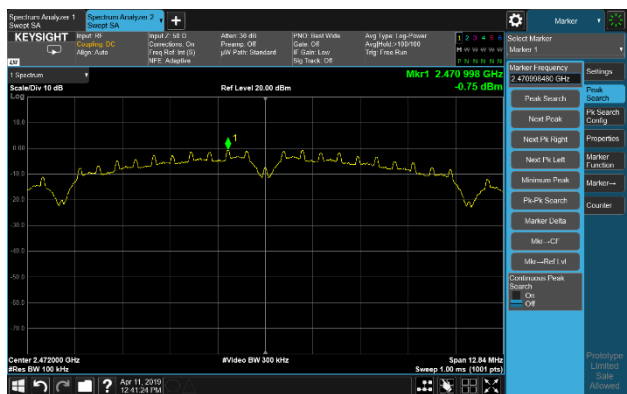 Spectrum Analyzer 1
Swept SA
Spectrum Analyzer 2
Swept SA
+
Marker
KEYSIGHT
Input: RF
Coupling: DC
Align: Auto
Input Z: 50 Ω
Corrections: On
Freq Ref: Int (S)
NFE: Adaptive
Atten: 30 dB
Preamp: Off
µW Path: Standard
PNO: Best Wide
Gate: Off
IF Gain: Low
Sig Track: Off
Avg Type: Log-Power
Avg|Hold:>100/100
Trig: Free Run
1 2 3 4 5 6
M W W W W W
P N N N N N
Select Marker
Marker 1
1 Spectrum
Scale/Div 10 dB
Log
Ref Level 20.00 dBm
Mkr1 2.470 998 GHz
-0.75 dBm
10.0
0.00
-10.0
-20.0
-30.0
-40.0
-50.0
-60.0
-70.0
1
Center 2.472000 GHz
#Res BW 100 kHz
#Video BW 300 kHz
Span 12.84 MHz
Sweep 1.00 ms (1001 pts)
Marker Frequency
2.470998480 GHz
Peak Search
Next Peak
Next Pk Right
Next Pk Left
Minimum Peak
Pk-Pk Search
Marker Delta
Mkr→CF
Mkr→Ref Lvl
Continuous Peak
Search
On
Off
Settings
Peak
Search
Pk Search
Config
Properties
Marker
Function
Marker→
Counter
Prototype
Limited
Sale
Allowed
?
Apr 11, 2019
12:41:24 PM